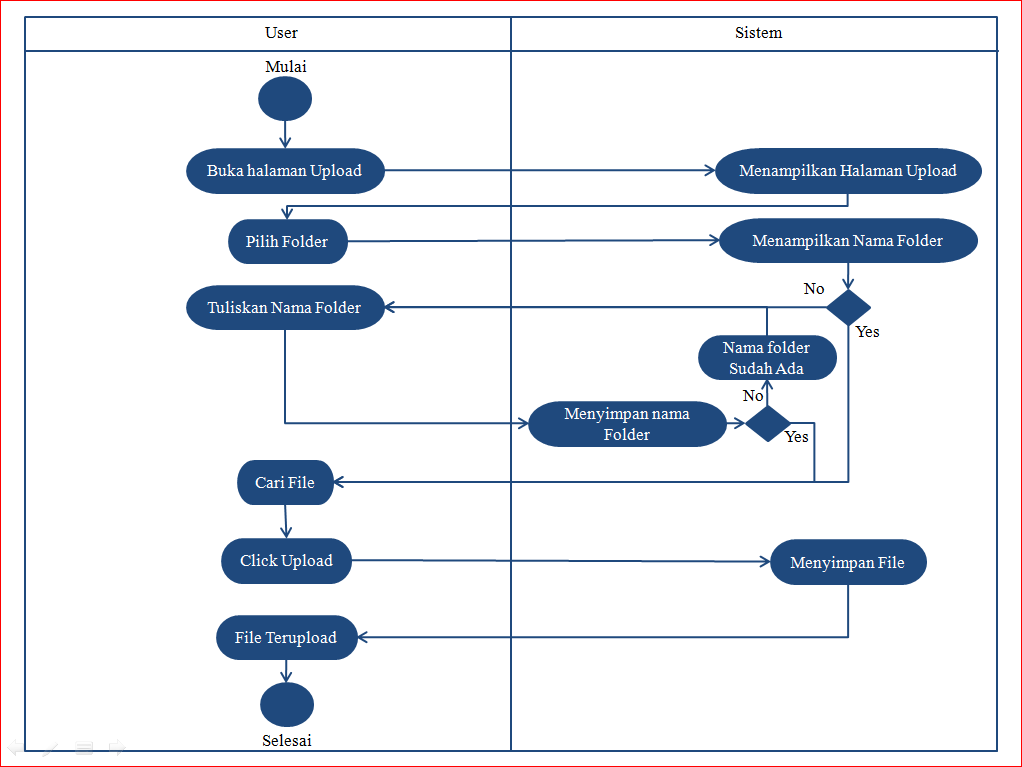 User
Sistem
Mulai
Buka halaman Upload
Menampilkan Halaman Upload
Pilih Folder
Menampilkan Nama Folder
No
Tuliskan Nama Folder
Yes
Nama folder
Sudah Ada
No
Menyimpan nama
Folder
Yes
Cari File
Click Upload
Menyimpan File
File Terupload
Selesai